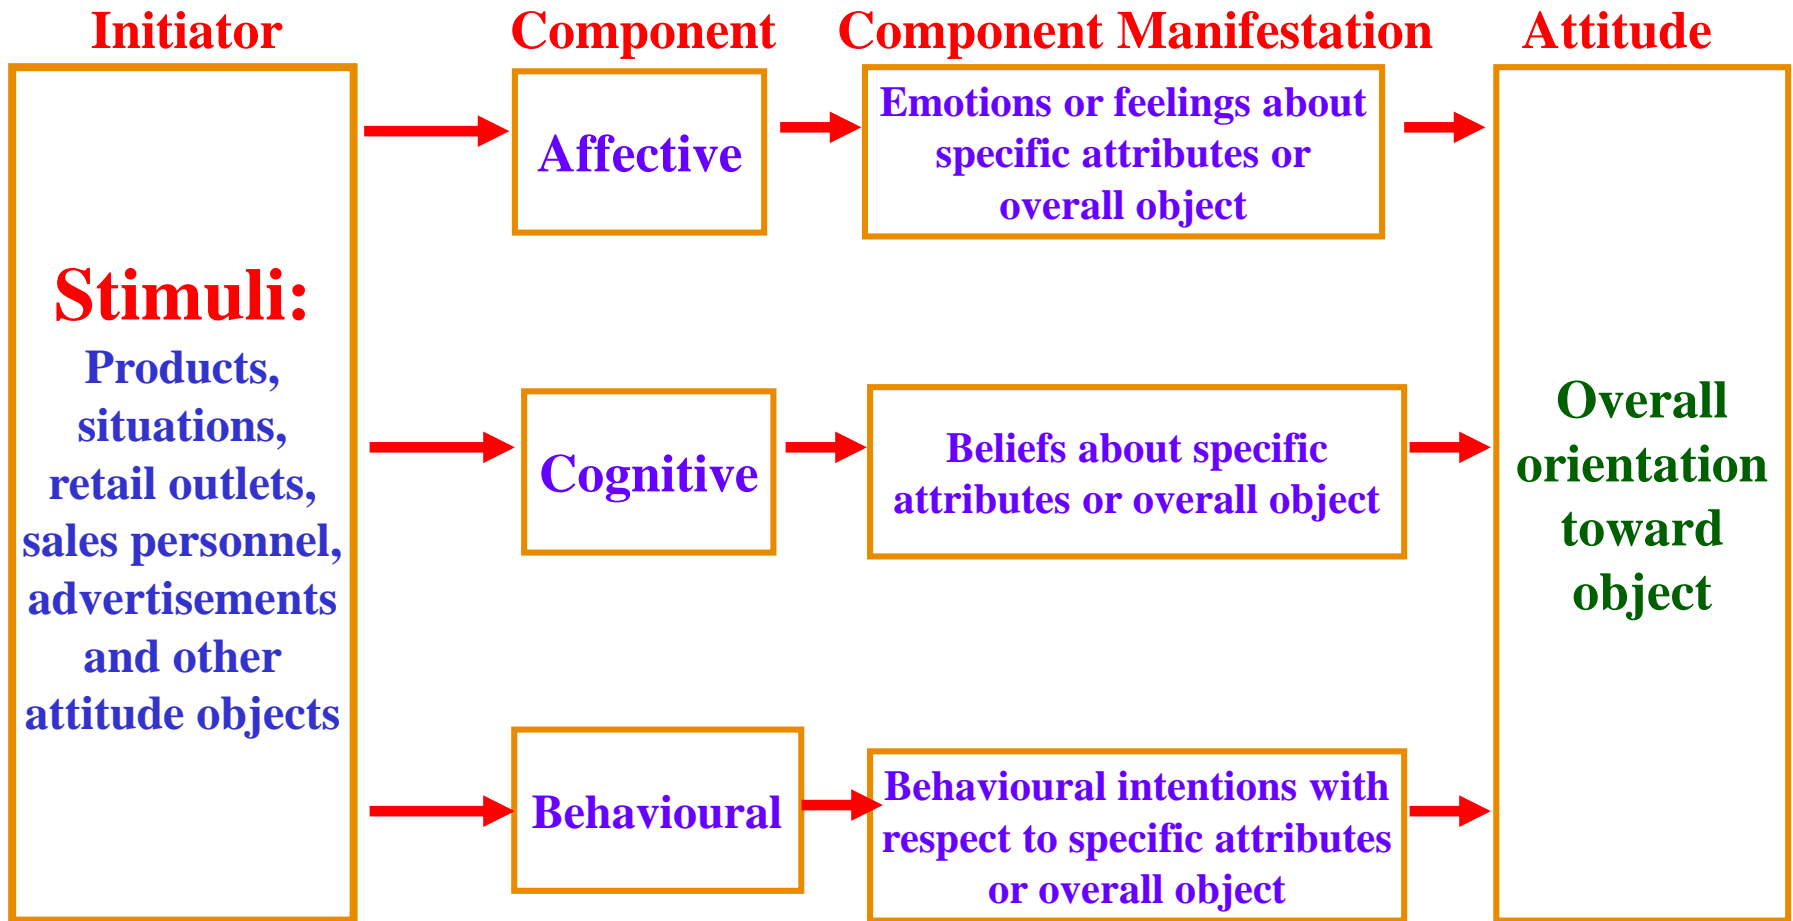 Initiator
Component
Component Manifestation
Attitude
Stimuli:
Products,
situations,
retail outlets,
sales personnel,
advertisements
and other
attitude objects
Affective
Emotions or feelings about
specific attributes or
overall object
Cognitive
Beliefs about specific
attributes or overall object
Behavioural
Behavioural intentions with
respect to specific attributes
or overall object
Overall
orientation
toward
object